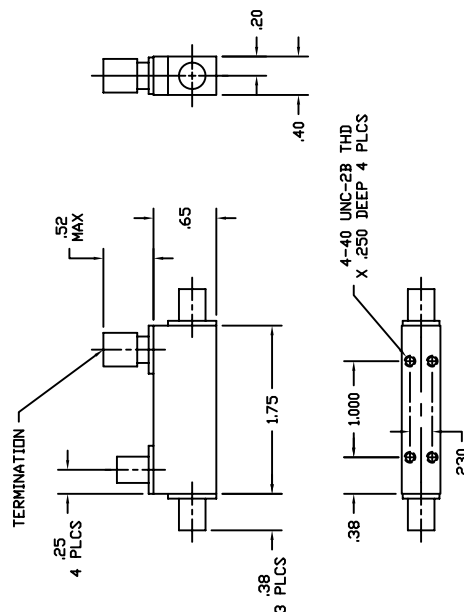 .20
.40
TERMINATION
.52
MAX
.65
.25
4 PLCS
1.75
.38
3 PLCS
4-40 UNC-2B THD
X .250 DEEP 4 PLCS
1.000
.38
.230